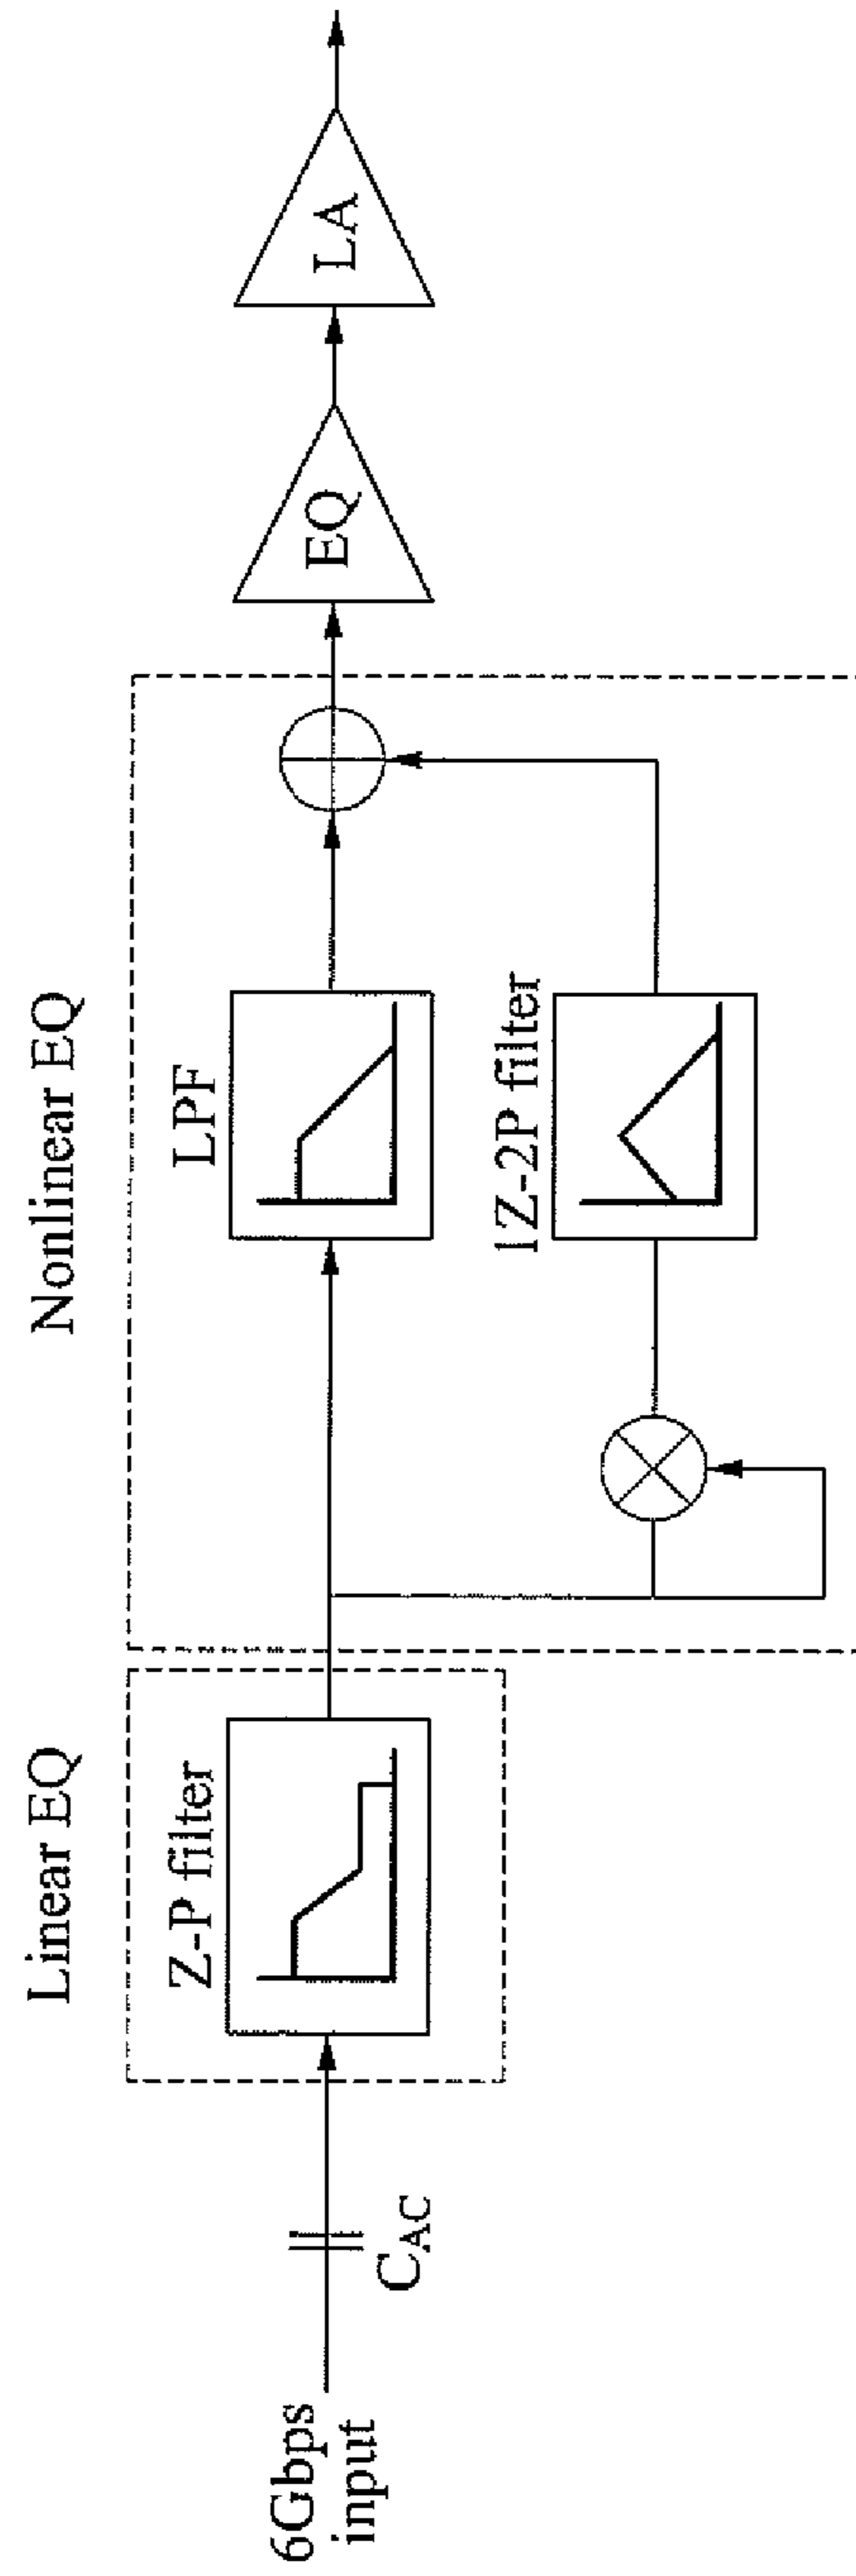 6Gbps
input
C_AC
Linear EQ
Z-P filter
Nonlinear EQ
LPF
1Z-2P filter
EQ
LA